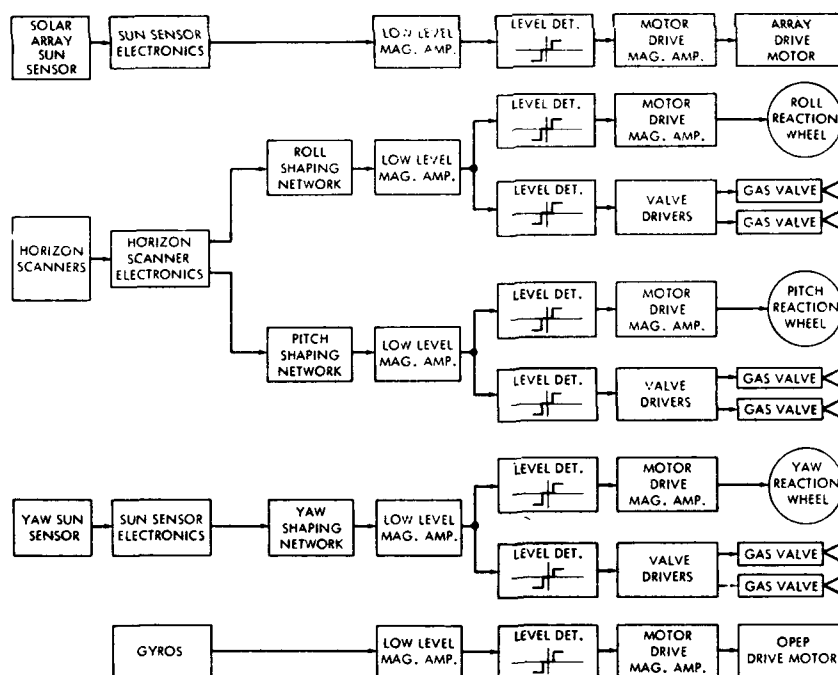 SOLAR
ARRAY
SUN
SENSOR
SUN SENSOR
ELECTRONICS
LOW LEVEL
MAG. AMP.
LEVEL DET.
MOTOR
DRIVE
MAG. AMP.
ARRAY
DRIVE
MOTOR
HORIZON
SCANNERS
HORIZON
SCANNER
ELECTRONICS
ROLL
SHAPING
NETWORK
LOW LEVEL
MAG. AMP.
LEVEL DET.
MOTOR
DRIVE
MAG. AMP.
ROLL
REACTION
WHEEL
LEVEL DET.
VALVE
DRIVERS
GAS VALVE
GAS VALVE
PITCH
SHAPING
NETWORK
LOW LEVEL
MAG. AMP.
LEVEL DET.
MOTOR
DRIVE
MAG. AMP.
PITCH
REACTION
WHEEL
LEVEL DET.
VALVE
DRIVERS
GAS VALVE
GAS VALVE
YAW SUN
SENSOR
SUN SENSOR
ELECTRONICS
YAW
SHAPING
NETWORK
LOW LEVEL
MAG. AMP.
LEVEL DET.
MOTOR
DRIVE
MAG. AMP.
YAW
REACTION
WHEEL
LEVEL DET.
VALVE
DRIVERS
GAS VALVE
GAS VALVE
GYROS
LOW LEVEL
MAG. AMP.
LEVEL DET.
MOTOR
DRIVE
MAG. AMP.
OPEP
DRIVE MOTOR